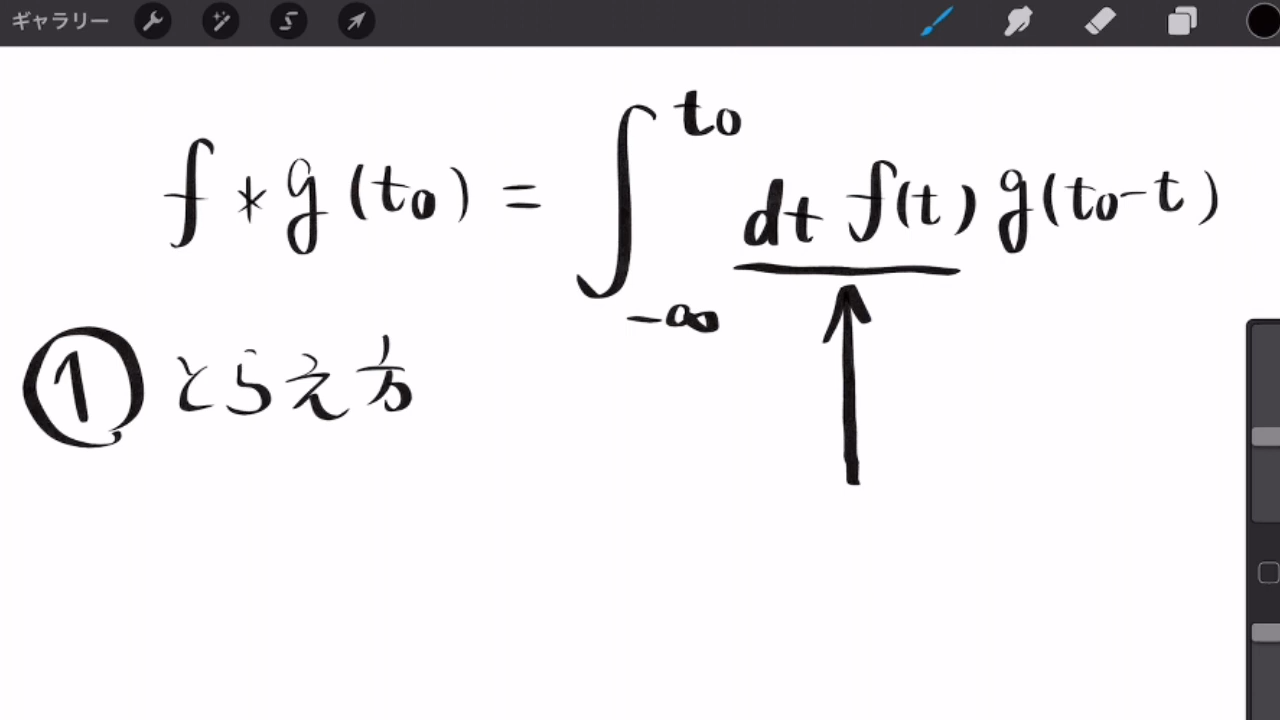 ギャラリー
f * g (t₀) = ∫_{-∞}^{t₀} dt f(t) g(t₀-t)
① とらえ方